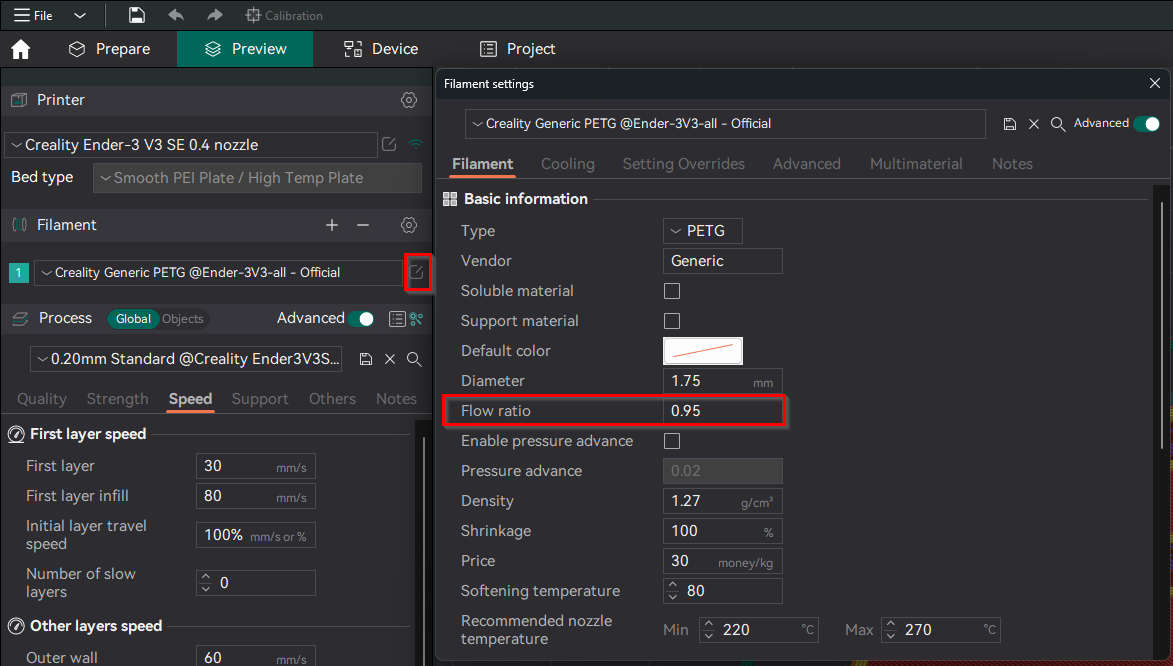 File
Calibration
Prepare
Preview
Device
Project
Printer
Creality Ender-3 V3 SE 0.4 nozzle
Bed type
Smooth PEI Plate / High Temp Plate
Filament
1
Creality Generic PETG @Ender-3V3-all - Official
Process
Global
Objects
Advanced
0.20mm Standard @Creality Ender3V3S...
Quality
Strength
Speed
Support
Others
Notes
First layer speed
First layer 30 mm/s
First layer infill 80 mm/s
Initial layer travel
speed
100% mm/s or %
Number of slow
layers
0
Other layers speed
Outer wall 60 mm/s
Filament settings
Creality Generic PETG @Ender-3V3-all - Official
Advanced
Filament
Cooling
Setting Overrides
Advanced
Multimaterial
Notes
Basic information
Type PETG
Vendor Generic
Soluble material
Support material
Default color
Diameter 1.75 mm
Flow ratio 0.95
Enable pressure advance
Pressure advance 0.02
Density 1.27 g/cm³
Shrinkage 100 %
Price 30 money/kg
Softening temperature 80
Recommended nozzle
temperature
Min 220 °C Max 270 °C